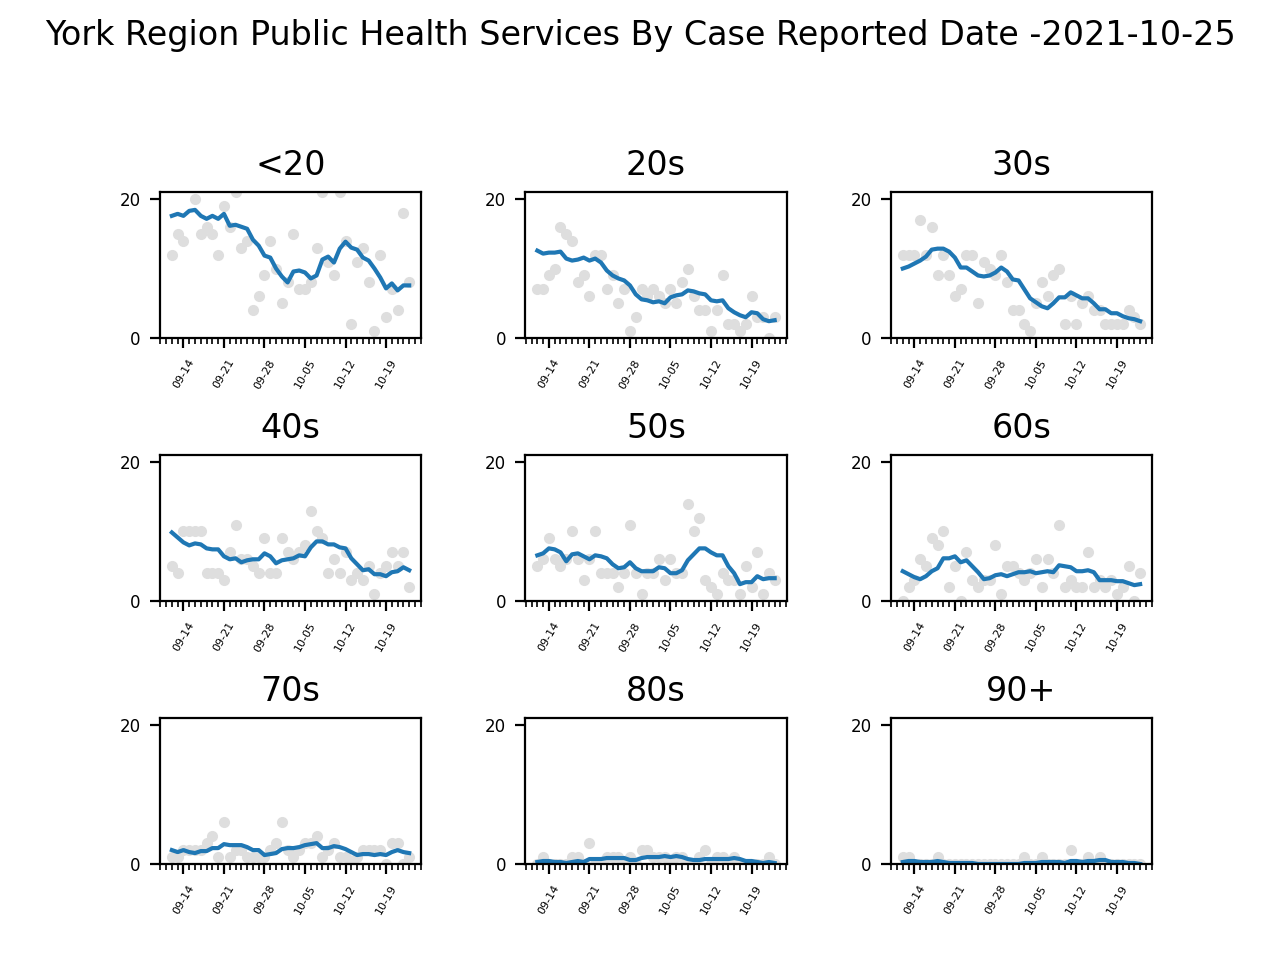 York Region Public Health Services By Case Reported Date -2021-10-25
<20 20s 30s
20 20 20
0 0 0
09-14 09-21 09-28 10-05 10-12 10-19 09-14 09-21 09-28 10-05 10-12 10-19 09-14 09-21 09-28 10-05 10-12 10-19
40s 50s 60s
20 20 20
0 0 0
09-14 09-21 09-28 10-05 10-12 10-19 09-14 09-21 09-28 10-05 10-12 10-19 09-14 09-21 09-28 10-05 10-12 10-19
70s 80s 90+
20 20 20
0 0 0
09-14 09-21 09-28 10-05 10-12 10-19 09-14 09-21 09-28 10-05 10-12 10-19 09-14 09-21 09-28 10-05 10-12 10-19